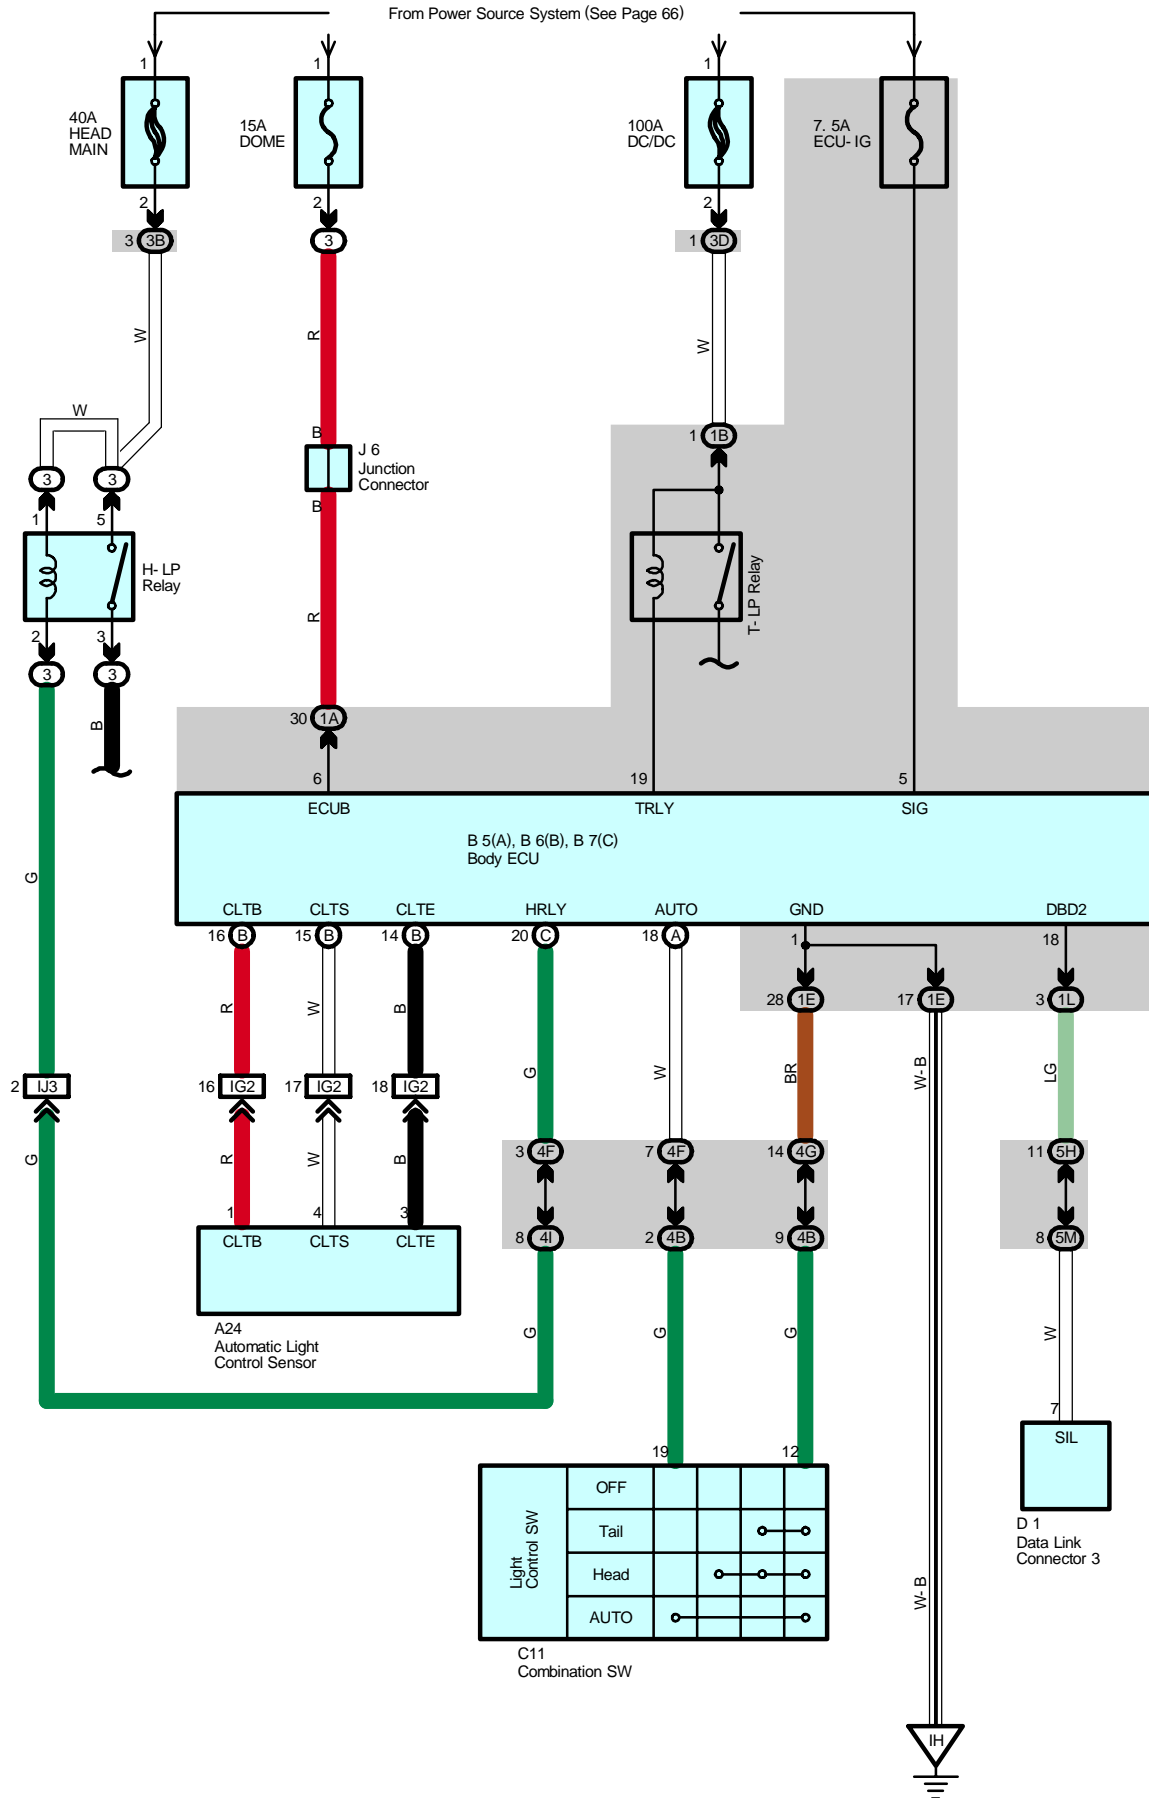 From Power Source System (See Page 66)
1
1
1
40A
HEAD
MAIN
15A
DOME
100A
DC/DC
7. 5A
ECU- IG
2
2
2
3 3B
3
1 3D
W
R
W
W
B
1 1B
J 6
Junction
Connector
3
3
B
1
5
H- LP
Relay
T- LP Relay
R
2
3
3
3
B
30 1A
6
19
5
ECUB
TRLY
SIG
B 5(A), B 6(B), B 7(C)
Body ECU
G
CLTB
CLTS
CLTE
HRLY
AUTO
GND
DBD2
16 B
15 B
14 B
20 C
18 A
1
18
28 1E
17 1E
3 1L
R
W
B
G
W
BR
W- B
LG
2 IJ3
16 IG2
17 IG2
18 IG2
G
R
W
B
3 4F
7 4F
14 4G
11 5H
1
4
3
8 4I
2 4B
9 4B
8 5M
CLTB
CLTS
CLTE
A24
Automatic Light
Control Sensor
G
G
G
W
7
SIL
19
12
Light
Control SW
OFF
Tail
Head
AUTO
D 1
Data Link
Connector 3
W- B
C11
Combination SW
IH